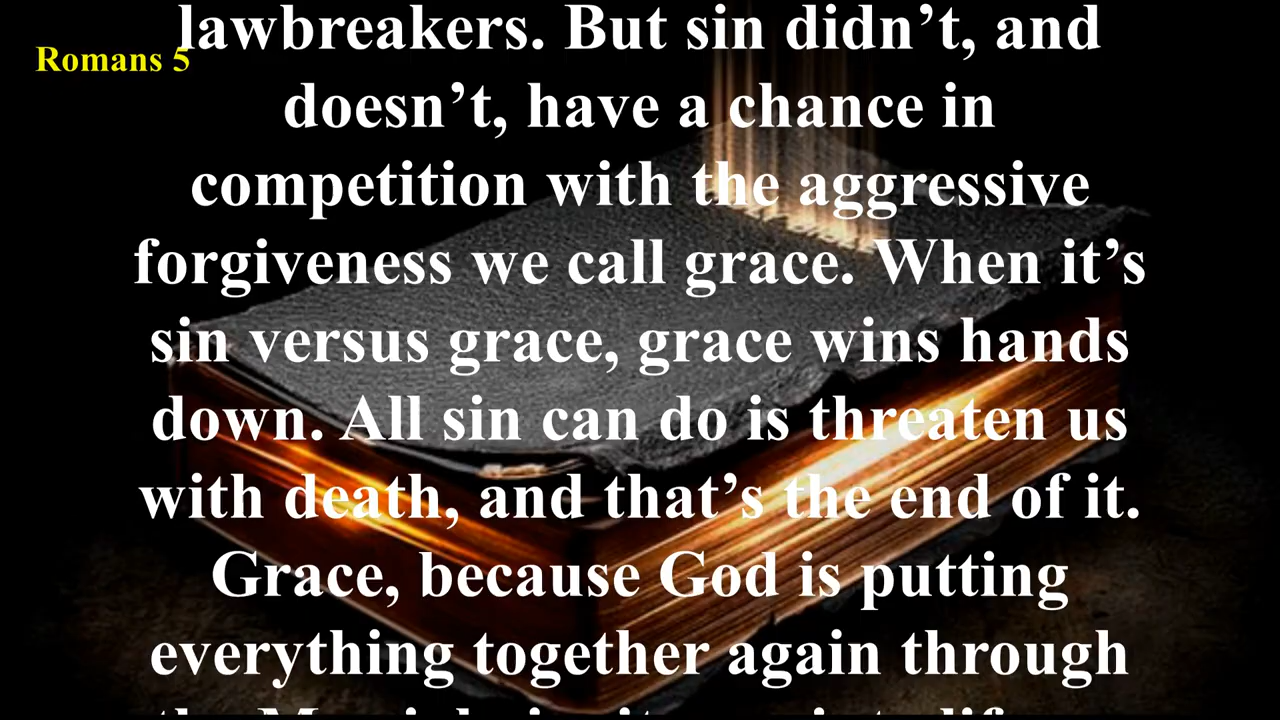 lawbreakers. But sin didn’t, and
Romans 5
doesn’t, have a chance in
competition with the aggressive
forgiveness we call grace. When it’s
sin versus grace, grace wins hands
down. All sin can do is threaten us
with death, and that’s the end of it.
Grace, because God is putting
everything together again through